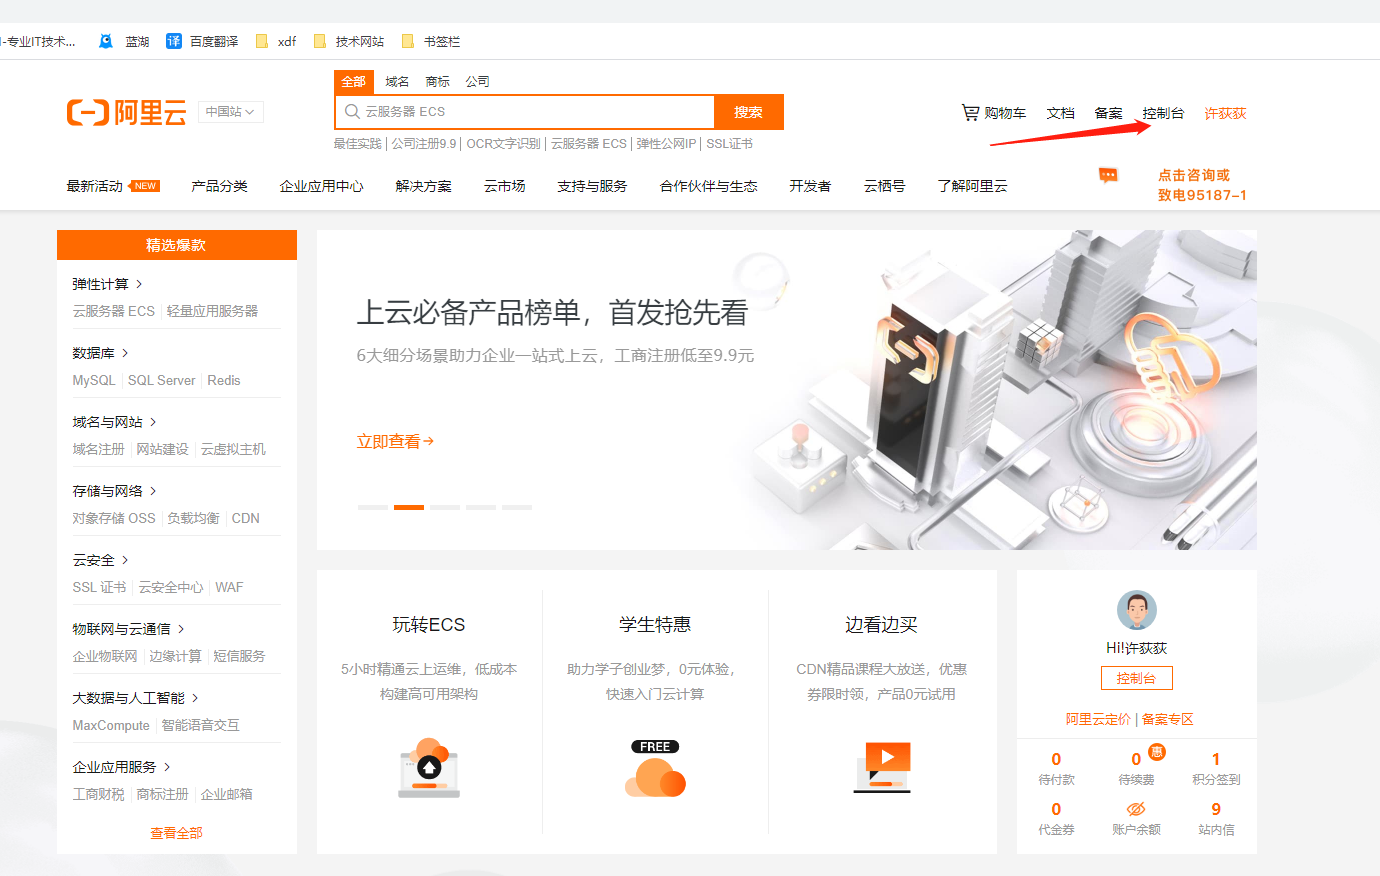 -专业IT技术...
蓝湖
译 百度翻译
xdf
技术网站
书签栏
全部 域名 商标 公司
阿里云
中国站
云服务器 ECS
搜索
购物车 文档 备案 控制台 许荻荻
最佳实践 | 公司注册9.9 | OCR文字识别 | 云服务器 ECS | 弹性公网IP | SSL证书
最新活动 NEW 产品分类 企业应用中心 解决方案 云市场 支持与服务 合作伙伴与生态 开发者 云栖号 了解阿里云
点击咨询或
致电95187-1
精选爆款
弹性计算 >
云服务器 ECS 轻量应用服务器
数据库 >
MySQL SQL Server Redis
域名与网站 >
域名注册 网站建设 云虚拟主机
存储与网络 >
对象存储 OSS 负载均衡 CDN
云安全 >
SSL 证书 云安全中心 WAF
物联网与云通信 >
企业物联网 边缘计算 短信服务
大数据与人工智能 >
MaxCompute 智能语音交互
企业应用服务 >
工商财税 商标注册 企业邮箱
查看全部
上云必备产品榜单，首发抢先看
6大细分场景助力企业一站式上云，工商注册低至9.9元
立即查看→
玩转ECS
5小时精通云上运维，低成本
构建高可用架构
学生特惠
助力学子创业梦，0元体验，
快速入门云计算
FREE
边看边买
CDN精品课程大放送，优惠
券限时领，产品0元试用
Hi!许荻荻
控制台
阿里云定价 | 备案专区
0 0 惠 1
待付款 待续费 积分签到
0 9
代金券 账户余额 站内信